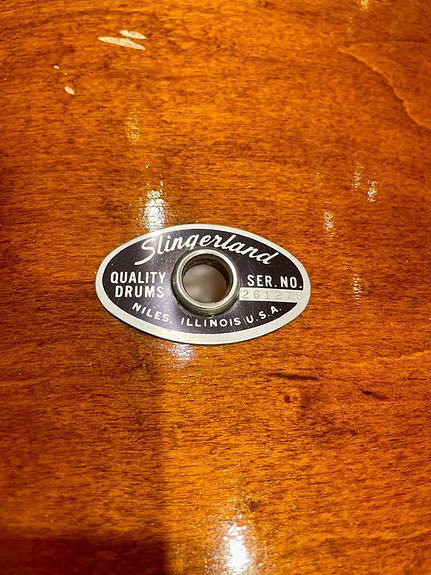 Slingerland
QUALITY
DRUMS
SER. NO.
NILES, ILLINOIS U.S.A.